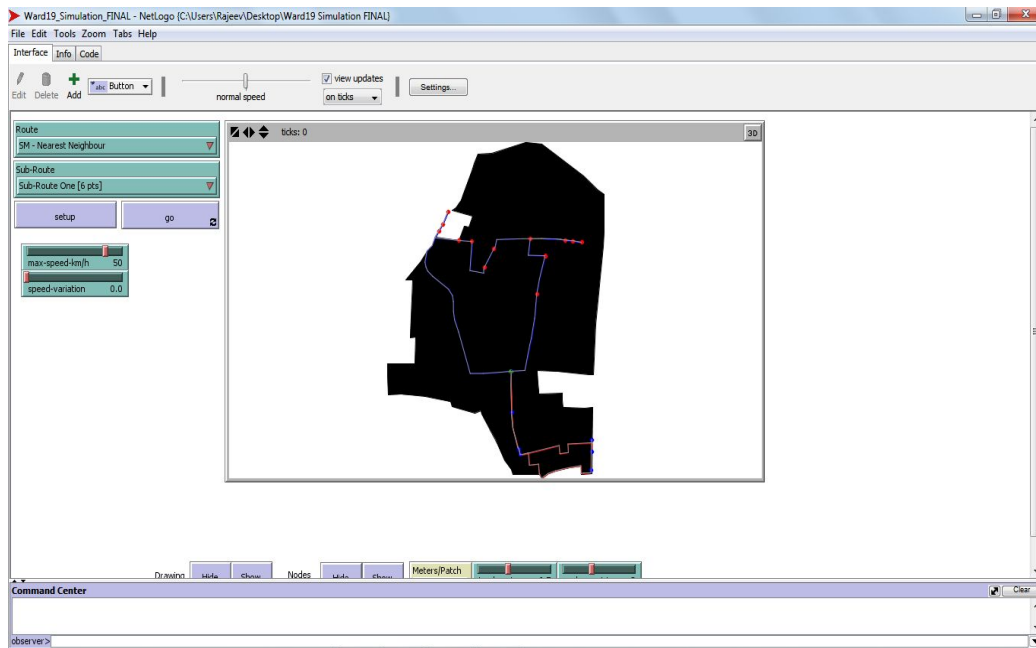 Ward19_Simulation_FINAL - NetLogo {C:\Users\Rajeev\Desktop\Ward19 Simulation FINAL}
File Edit Tools Zoom Tabs Help
Interface Info Code
Edit Delete Add
abc Button
normal speed
view updates
on ticks
Settings...
Route
SM - Nearest Neighbour
Sub-Route
Sub-Route One [6 pts]
setup
go
max-speed-km/h 50
speed-variation 0.0
ticks: 0
3D
Drawing Hide Show Nodes Hide Show Meters/Patch
Command Center
Clear
observer>